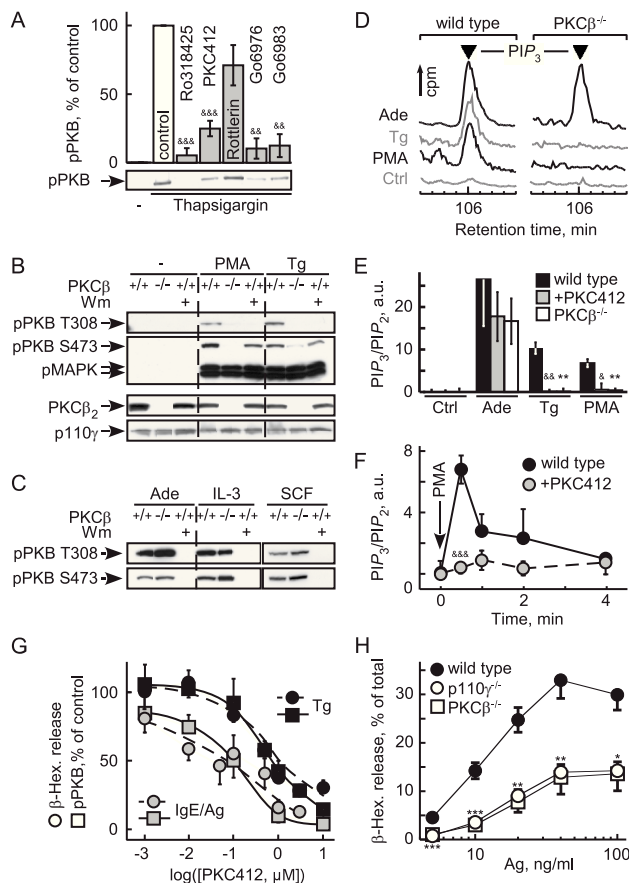 A
pPKB, % of control
100
50
0
control
Ro318425
PKC412
Rottlerin
Go6976
Go6983
&&&
&&&
&&
&&
pPKB
-
Thapsigargin
B
- PMA Tg
PKCβ +/+ -/- +/+ +/+ -/- +/+ +/+ -/- +/+
Wm + + +
pPKB T308
pPKB S473
pMAPK
PKCβ2
p110γ
C
Ade IL-3 SCF
PKCβ +/+ -/- +/+ +/+ -/- +/+ +/+ -/- +/+
Wm + + +
pPKB T308
pPKB S473
D
wild type PKCβ-/-
PIP3
cpm
Ade
Tg
PMA
Ctrl
106 106
Retention time, min
E
PIP3/PIP2, a.u.
20
10
0
wild type
+PKC412
PKCβ-/-
&& ** & **
Ctrl Ade Tg PMA
F
PIP3/PIP2, a.u.
8
4
0
PMA
wild type
+PKC412
&&&
0 2 4
Time, min
G
β-Hex. release
pPKB,% of control
100
50
0
Tg
IgE/Ag
-3 -2 -1 0 1
log([PKC412, μM])
H
β-Hex. release, % of total
30
20
10
0
wild type
p110γ-/-
PKCβ-/-
*** *** ** ** *
10 100
Ag, ng/ml